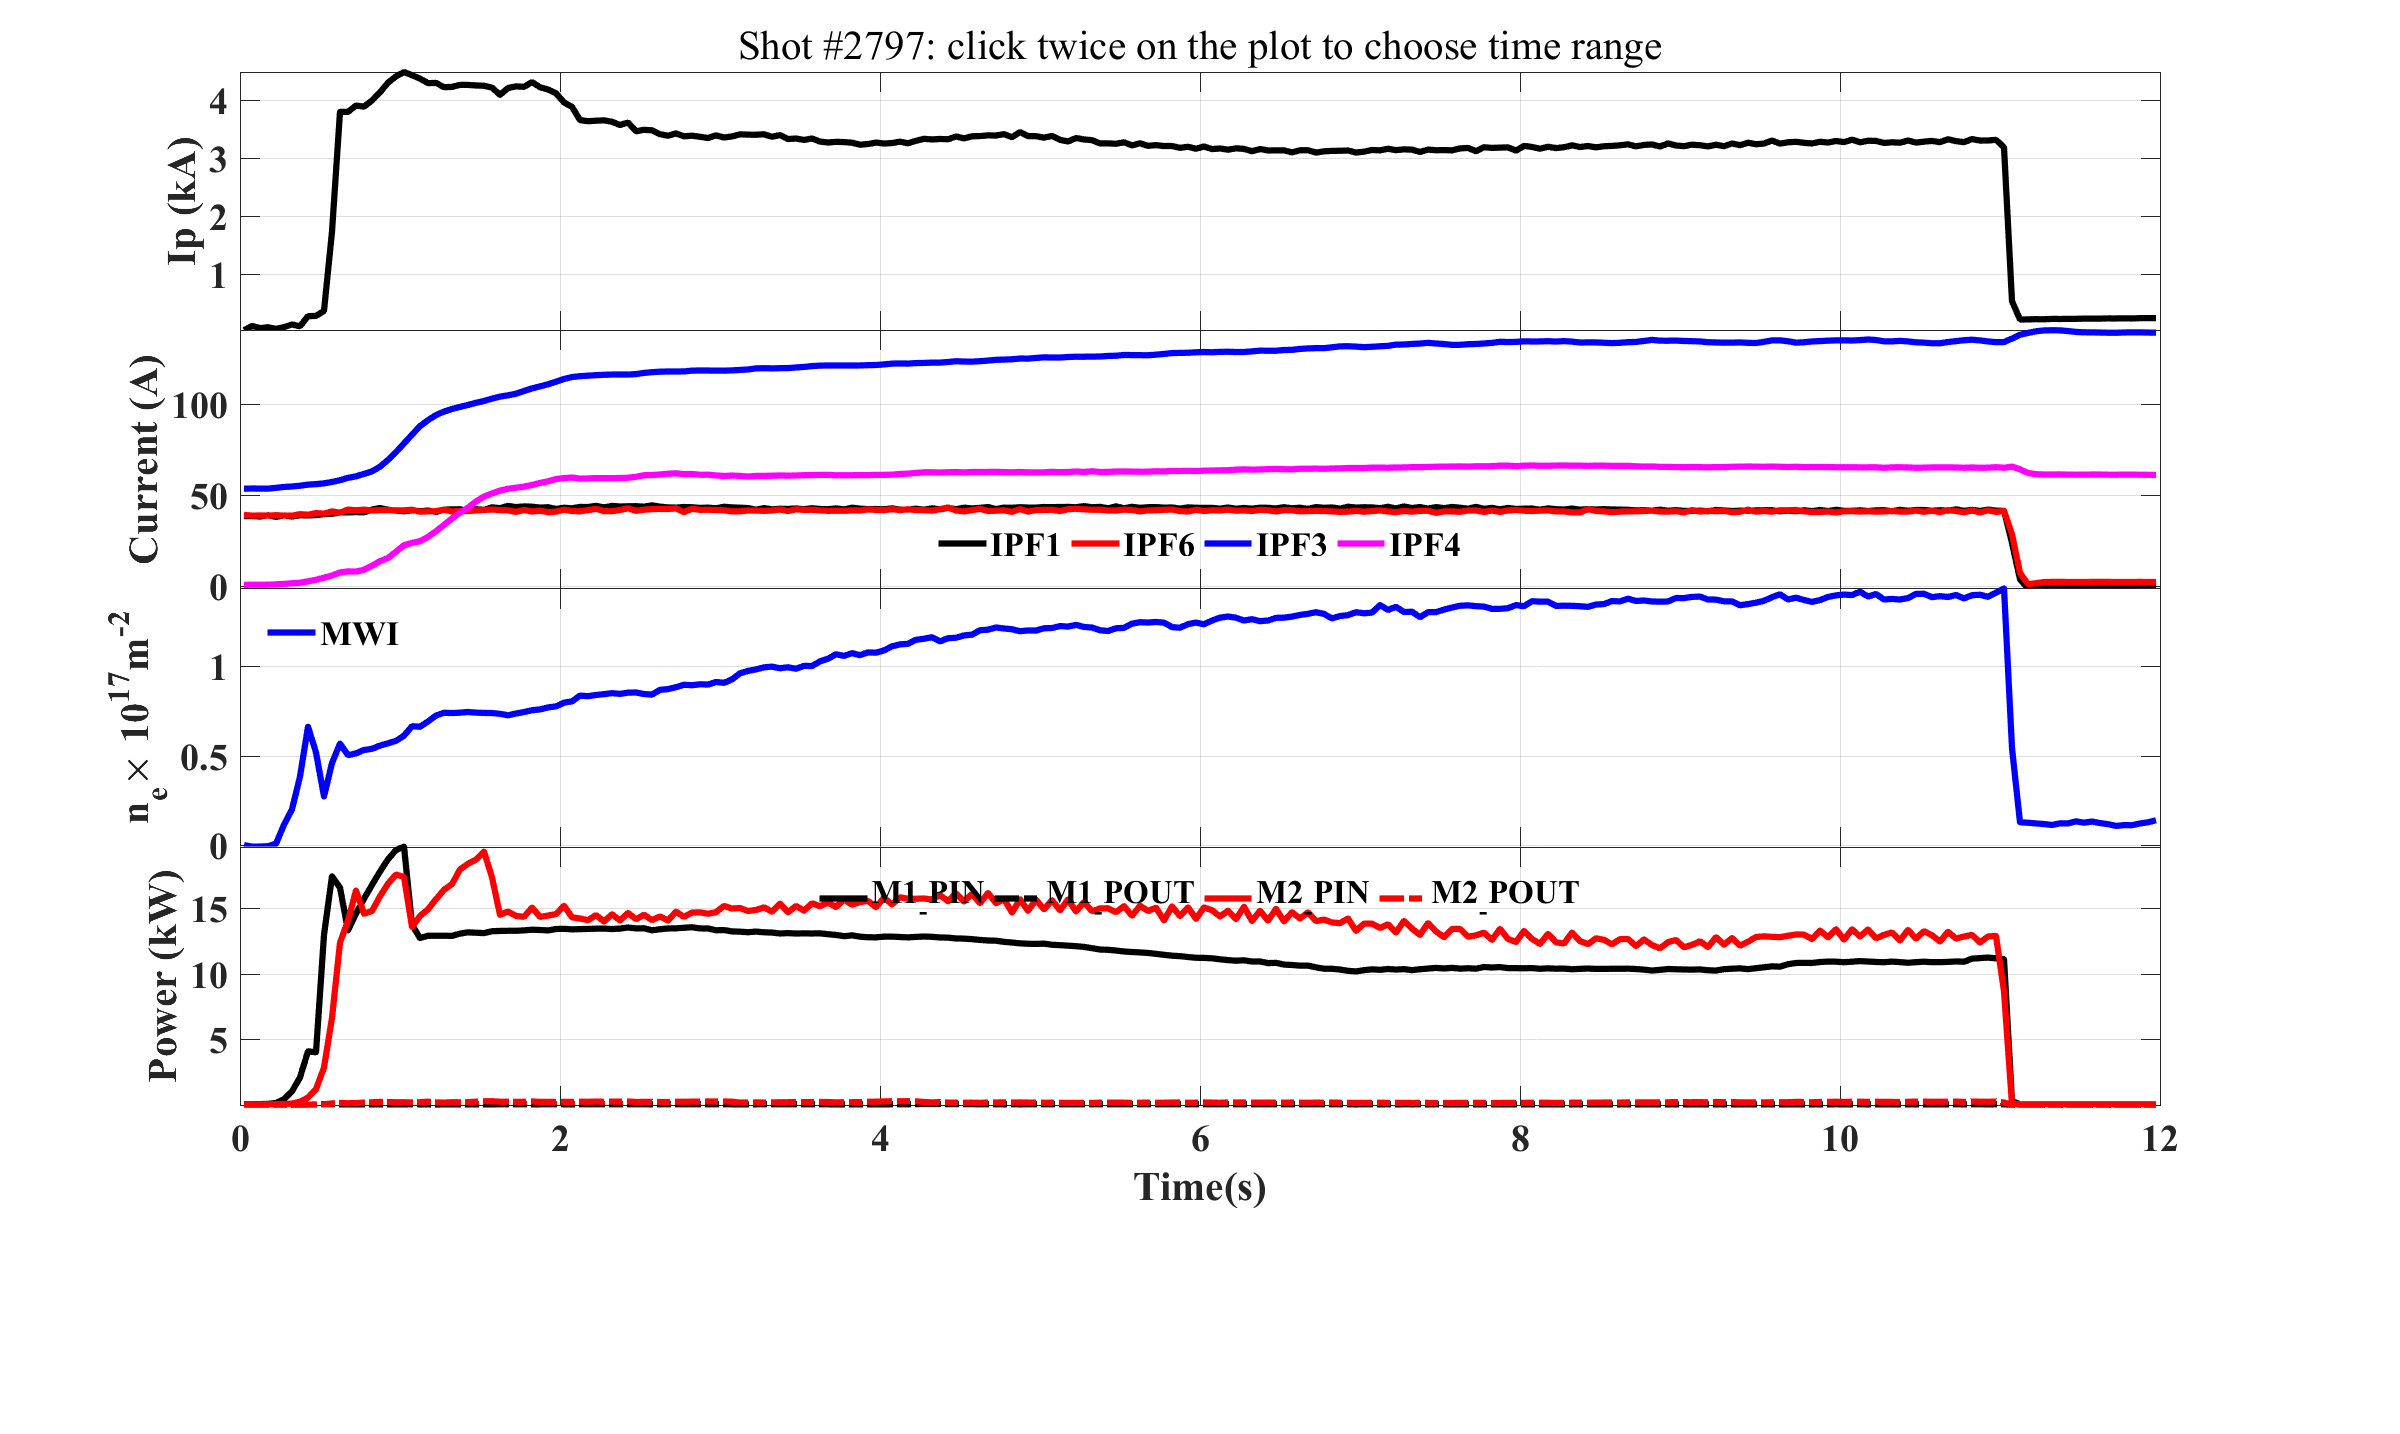 Shot #2797: click twice on the plot to choose time range
Ip (kA)
4
3
2
1
Current (A)
100
50
0
IPF1 IPF6 IPF3 IPF4
n_e × 10^17 m^-2
MWI
1
0.5
0
Power (kW)
15
10
5
M1_PIN M1_POUT M2_PIN M2_POUT
0 2 4 6 8 10 12
Time(s)